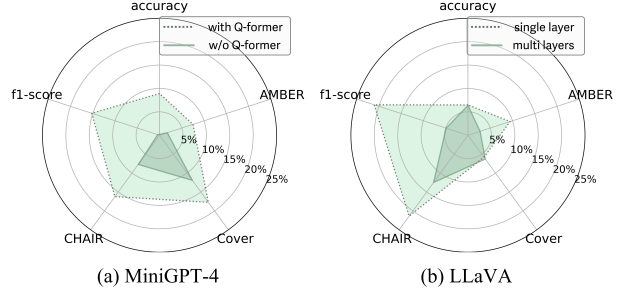 accuracy
with Q-former
w/o Q-former
f1-score
AMBER
5%
10%
15%
20%
25%
CHAIR
Cover
(a) MiniGPT-4
accuracy
single layer
multi layers
f1-score
AMBER
5%
10%
15%
20%
25%
CHAIR
Cover
(b) LLaVA